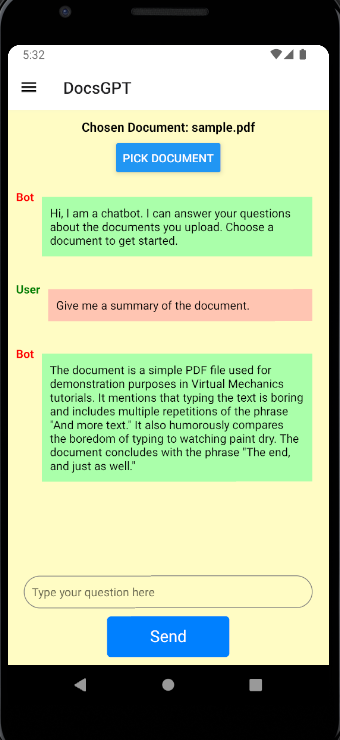 5:32
DocsGPT
Chosen Document: sample.pdf
PICK DOCUMENT
Bot
Hi, I am a chatbot. I can answer your questions
about the documents you upload. Choose a
document to get started.
User
Give me a summary of the document.
Bot
The document is a simple PDF file used for
demonstration purposes in Virtual Mechanics
tutorials. It mentions that typing the text is boring
and includes multiple repetitions of the phrase
"And more text." It also humorously compares
the boredom of typing to watching paint dry. The
document concludes with the phrase "The end,
and just as well."
Type your question here
Send